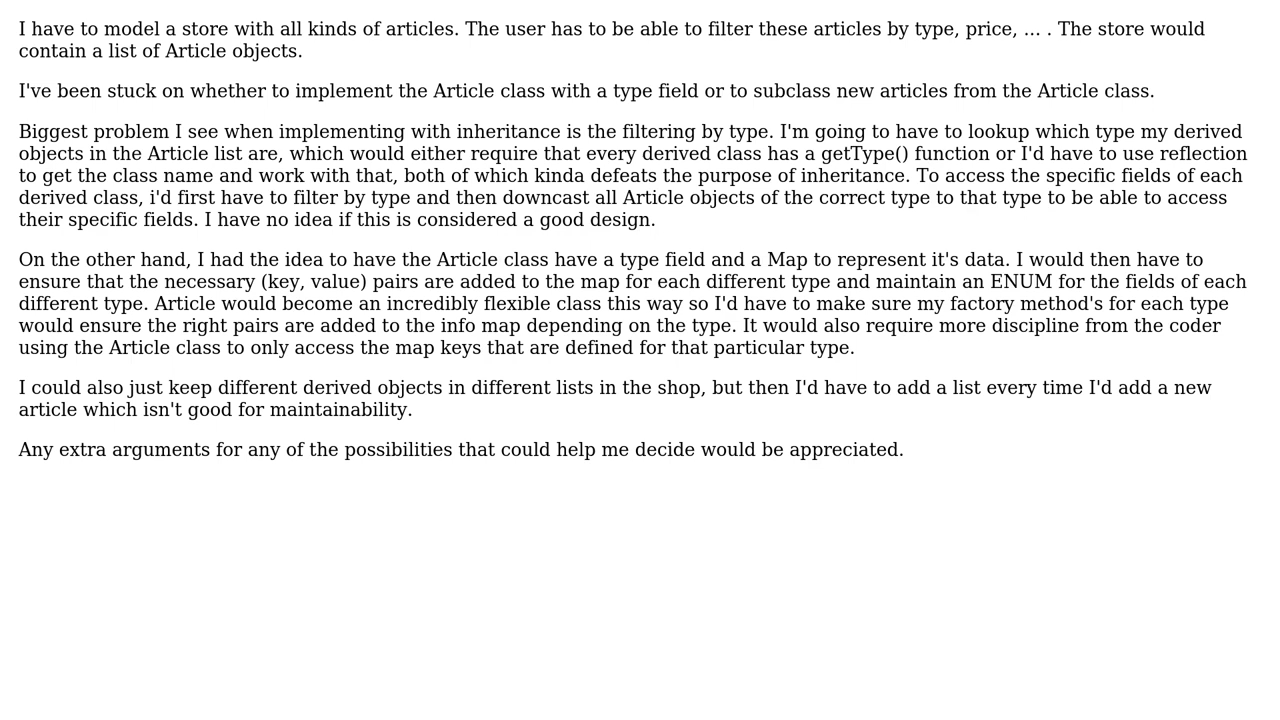 I have to model a store with all kinds of articles. The user has to be able to filter these articles by type, price, ... . The store would
contain a list of Article objects.
I've been stuck on whether to implement the Article class with a type field or to subclass new articles from the Article class.
Biggest problem I see when implementing with inheritance is the filtering by type. I'm going to have to lookup which type my derived
objects in the Article list are, which would either require that every derived class has a getType() function or I'd have to use reflection
to get the class name and work with that, both of which kinda defeats the purpose of inheritance. To access the specific fields of each
derived class, i'd first have to filter by type and then downcast all Article objects of the correct type to that type to be able to access
their specific fields. I have no idea if this is considered a good design.
On the other hand, I had the idea to have the Article class have a type field and a Map to represent it's data. I would then have to
ensure that the necessary (key, value) pairs are added to the map for each different type and maintain an ENUM for the fields of each
different type. Article would become an incredibly flexible class this way so I'd have to make sure my factory method's for each type
would ensure the right pairs are added to the info map depending on the type. It would also require more discipline from the coder
using the Article class to only access the map keys that are defined for that particular type.
I could also just keep different derived objects in different lists in the shop, but then I'd have to add a list every time I'd add a new
article which isn't good for maintainability.
Any extra arguments for any of the possibilities that could help me decide would be appreciated.